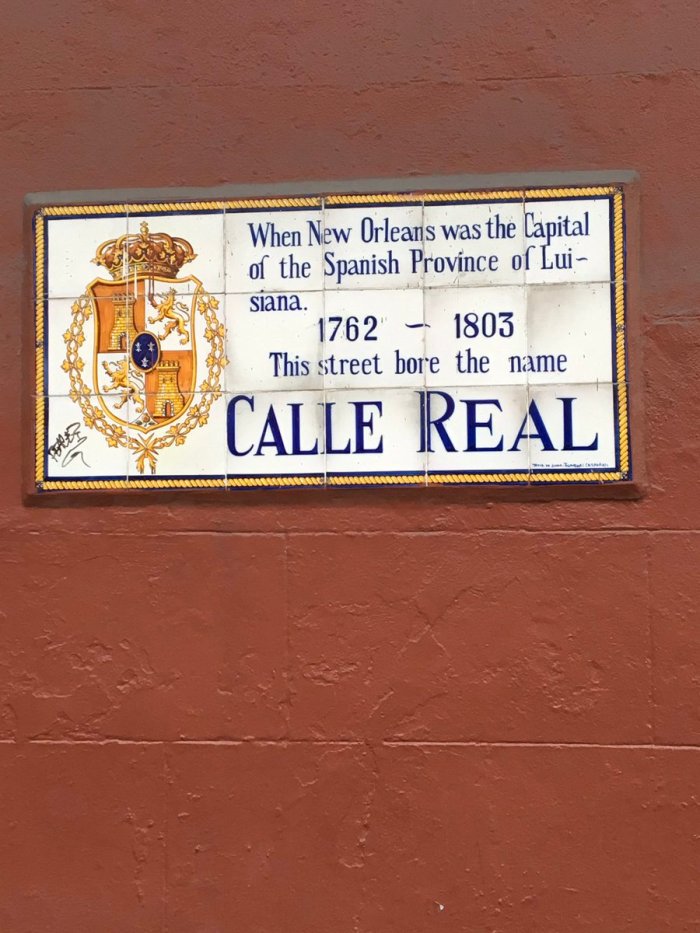 When New Orleans was the Capital
of the Spanish Province of Lui-
siana.
1762 - 1803
This street bore the name
CALLE REAL